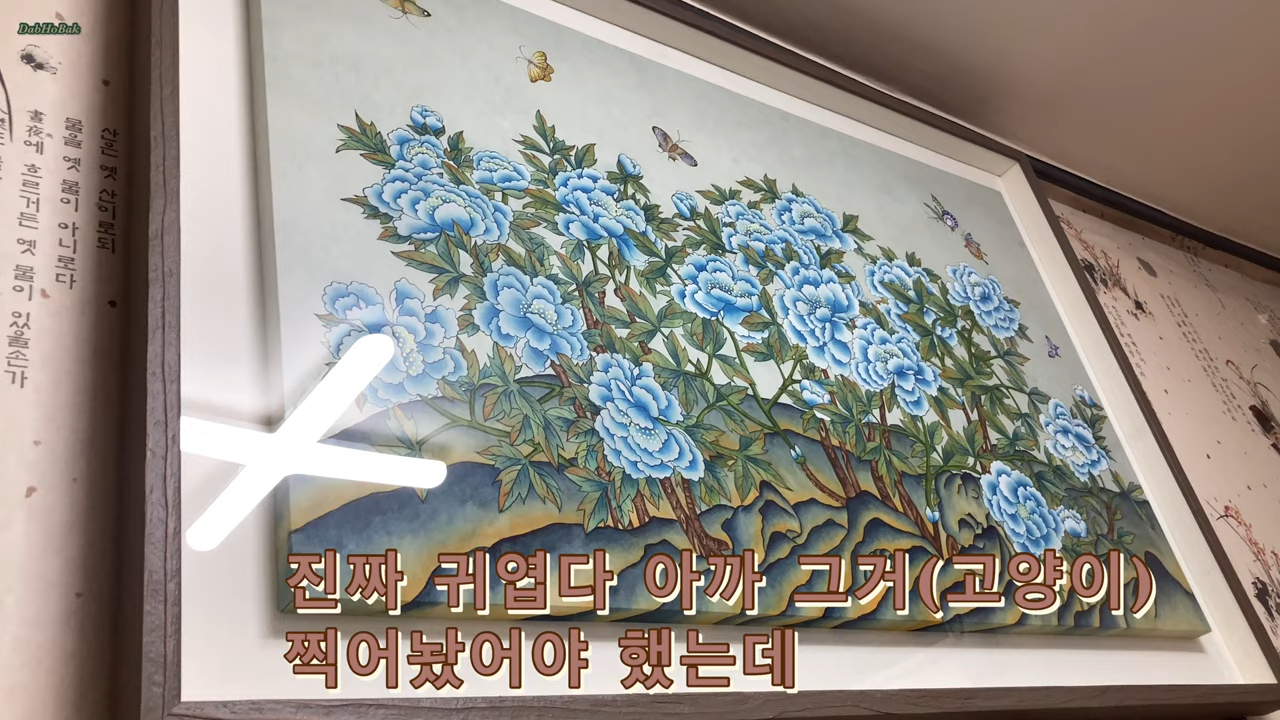 DabHoBak
산은 옛 산이로되
물은 옛 물이 아니로다
晝夜에 흐르거든 옛 물이 있을손가
진짜 귀엽다 아까 그거(고양이)
찍어놨어야 했는데